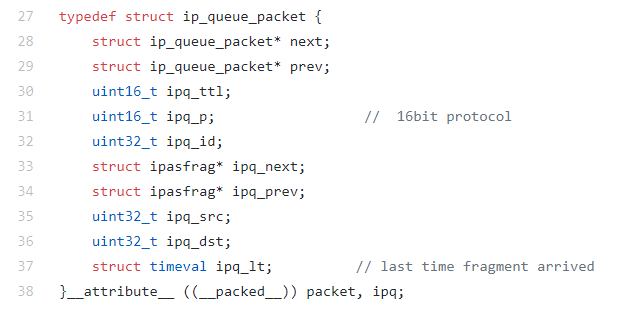 27 typedef struct ip_queue_packet {
28     struct ip_queue_packet* next;
29     struct ip_queue_packet* prev;
30     uint16_t ipq_ttl;
31     uint16_t ipq_p;                   //  16bit protocol
32     uint32_t ipq_id;
33     struct ipasfrag* ipq_next;
34     struct ipasfrag* ipq_prev;
35     uint32_t ipq_src;
36     uint32_t ipq_dst;
37     struct timeval ipq_lt;           // last time fragment arrived
38 }__attribute__ ((__packed__)) packet, ipq;